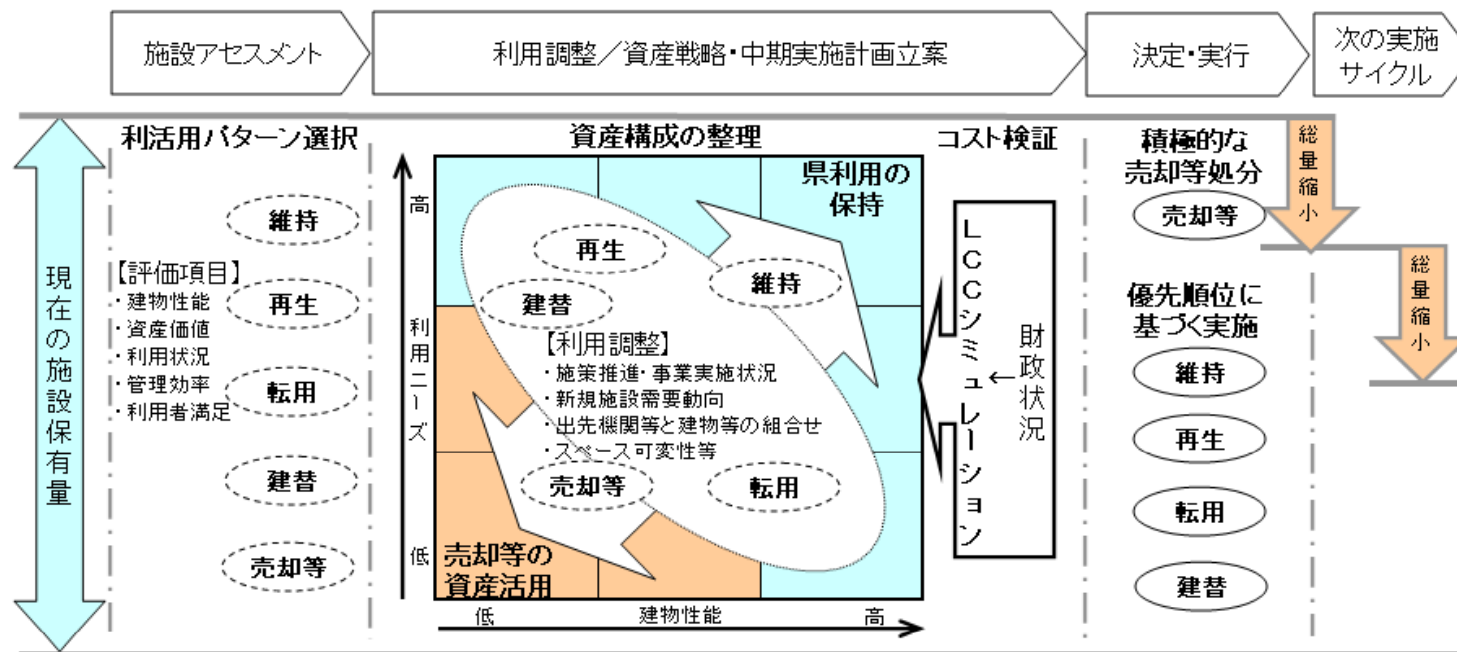 施設アセスメント
利用調整／資産戦略・中期実施計画立案
決定・実行
次の実施
サイクル
現在の施設保有量
利活用パターン選択
維持
【評価項目】
・建物性能
・資産価値
・利用状況
・管理効率
・利用者満足
再生
転用
建替
売却等
資産構成の整理
高
利用ニーズ
低
県利用の
保持
再生
建替
維持
【利用調整】
・施策推進・事業実施状況
・新規施設需要動向
・出先機関等と建物等の組合せ
・スペース可変性等
売却等
転用
売却等の
資産活用
低
建物性能
高
コスト検証
LCCシミュレーション
←
財政状況
積極的な
売却等処分
売却等
優先順位に
基づく実施
維持
再生
転用
建替
総量縮小
総量縮小